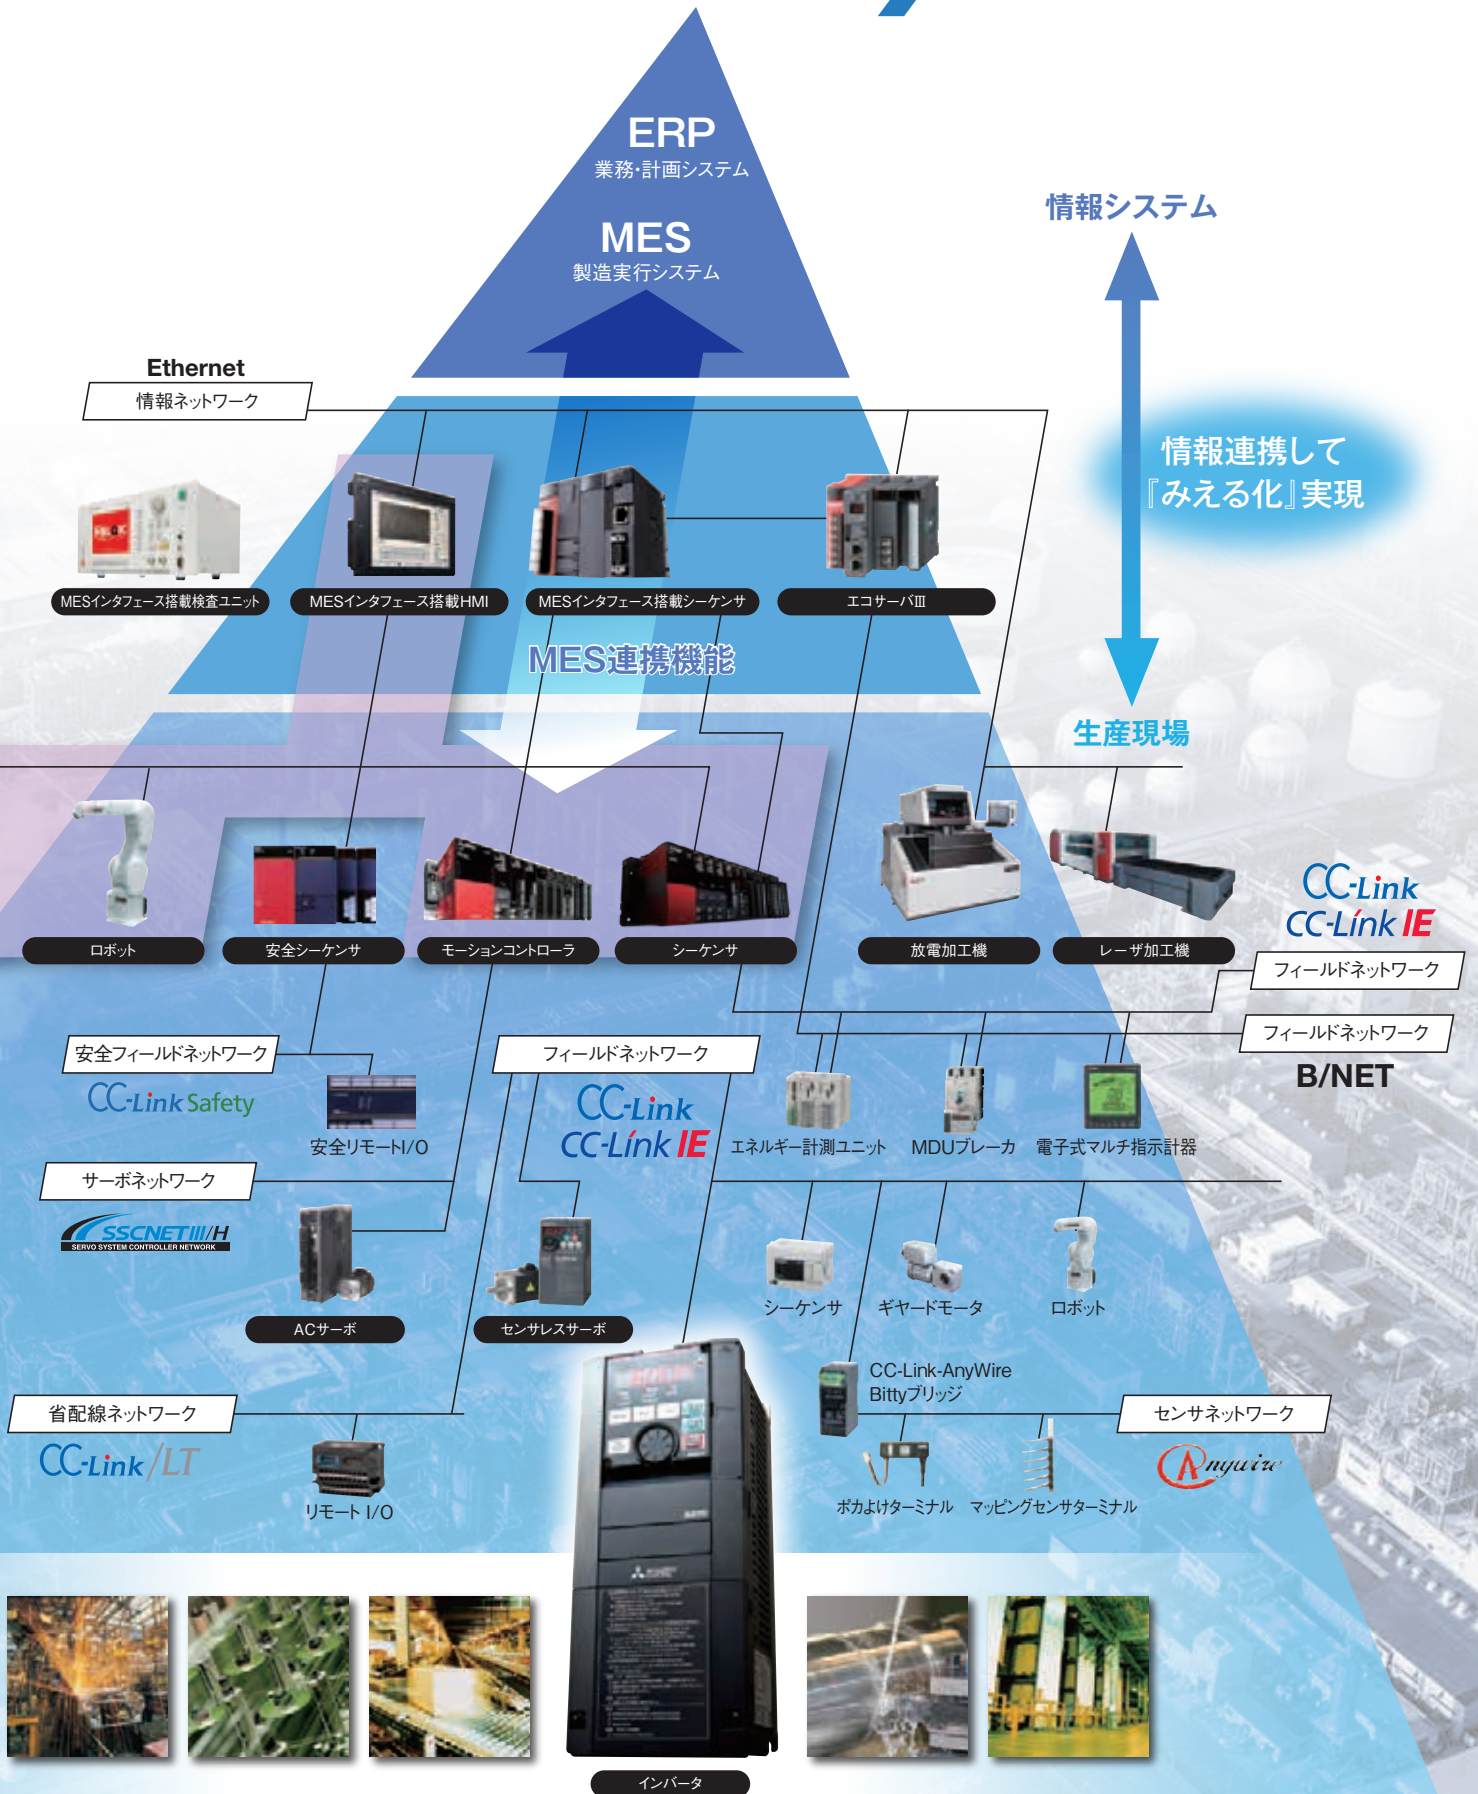 ERP
業務・計画システム
MES
製造実行システム
情報システム
Ethernet
情報ネットワーク
情報連携して
『みえる化』実現
MESインタフェース搭載検査ユニット
MESインタフェース搭載HMI
MESインタフェース搭載シーケンサ
エコサーバⅢ
MES連携機能
生産現場
ロボット
安全シーケンサ
モーションコントローラ
シーケンサ
放電加工機
レーザ加工機
CC-Link
CC-Link IE
フィールドネットワーク
フィールドネットワーク
B/NET
安全フィールドネットワーク
CC-Link Safety
安全リモートI/O
フィールドネットワーク
CC-Link
CC-Link IE
エネルギー計測ユニット
MDUブレーカ
電子式マルチ指示計器
サーボネットワーク
SSCNETIII/H
SERVO SYSTEM CONTROLLER NETWORK
ACサーボ
センサレスサーボ
シーケンサ
ギヤードモータ
ロボット
CC-Link-AnyWire
Bittyブリッジ
省配線ネットワーク
CC-Link/LT
リモート I/O
センサネットワーク
Anywire
ポカよけターミナル
マッピングセンサターミナル
インバータ